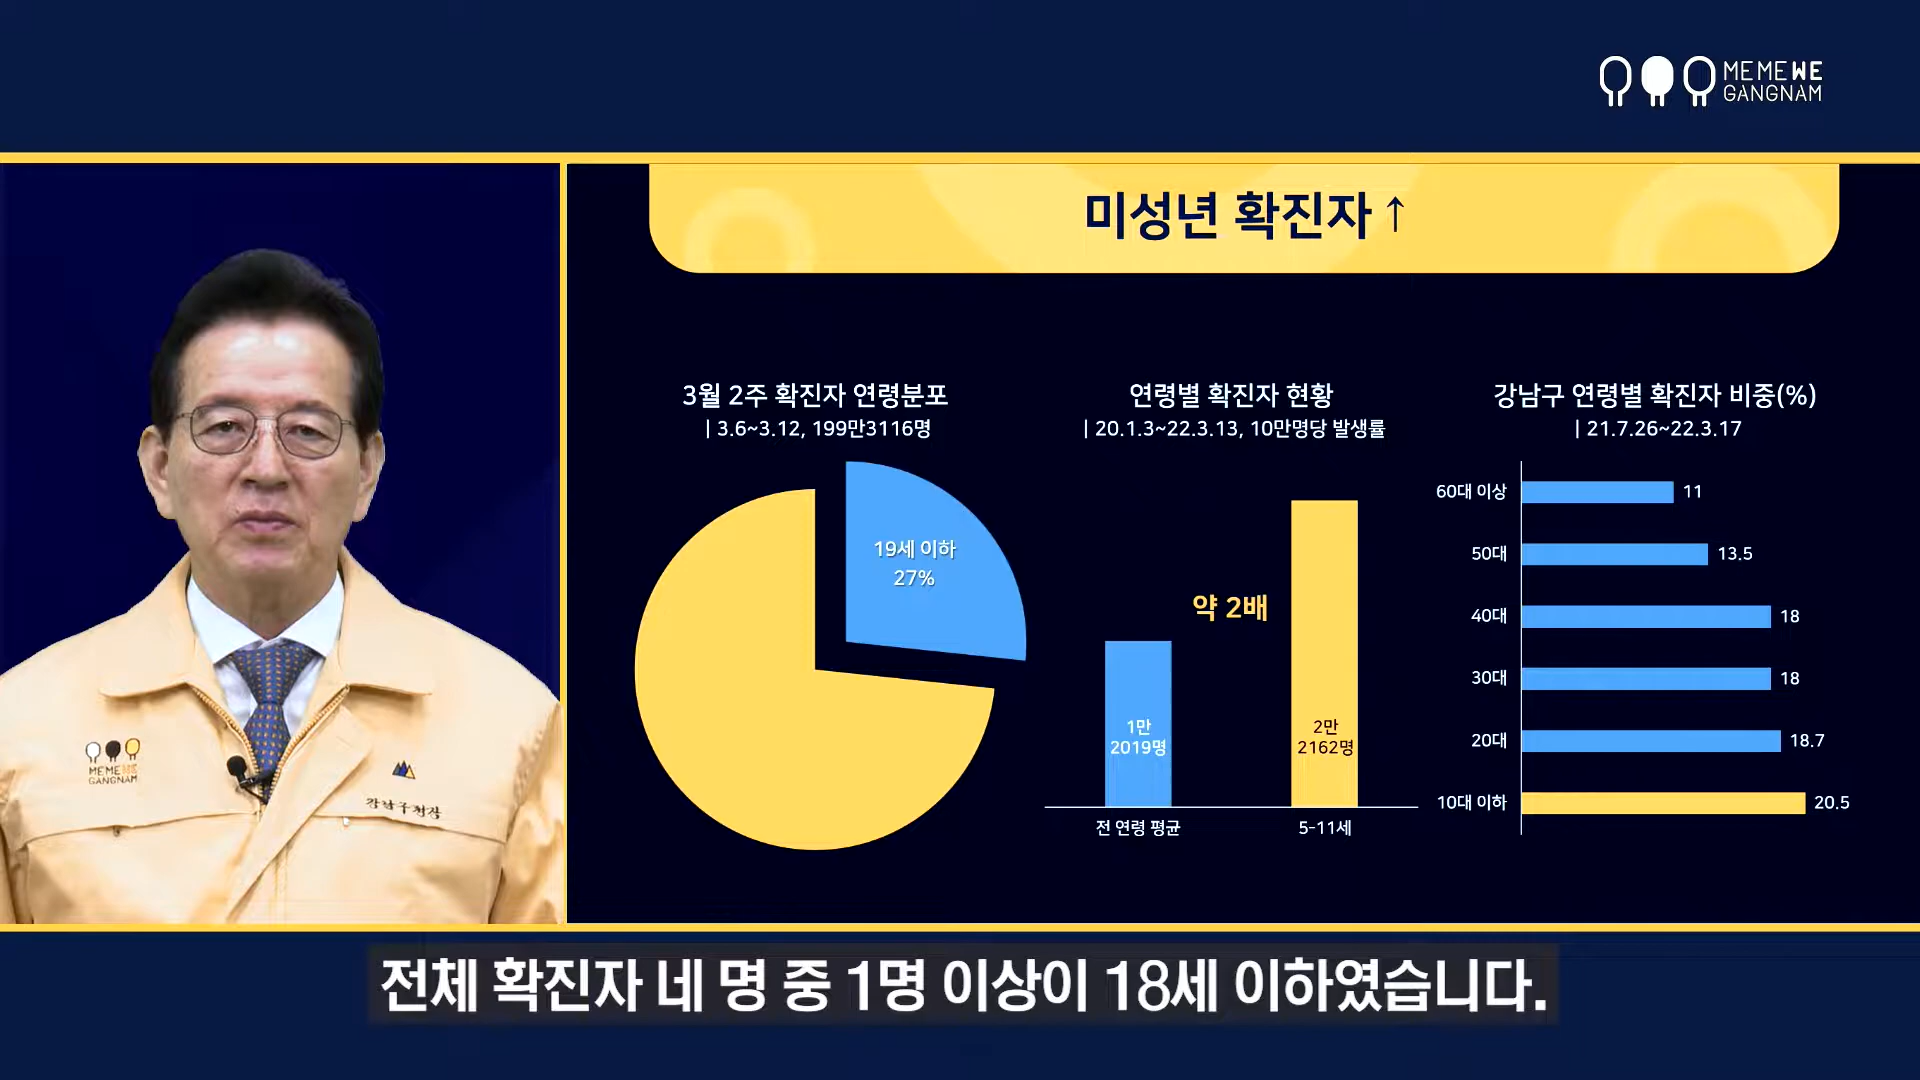 MEMEWE
GANGNAM
미성년 확진자↑
3월 2주 확진자 연령분포
| 3.6~3.12, 199만3116명
19세 이하
27%
연령별 확진자 현황
| 20.1.3~22.3.13, 10만명당 발생률
약 2배
1만
2019명
2만
2162명
전 연령 평균
5-11세
강남구 연령별 확진자 비중(%)
| 21.7.26~22.3.17
60대 이상 11
50대 13.5
40대 18
30대 18
20대 18.7
10대 이하 20.5
MEMEWE
GANGNAM
강남구청장
전체 확진자 네 명 중 1명 이상이 18세 이하였습니다.